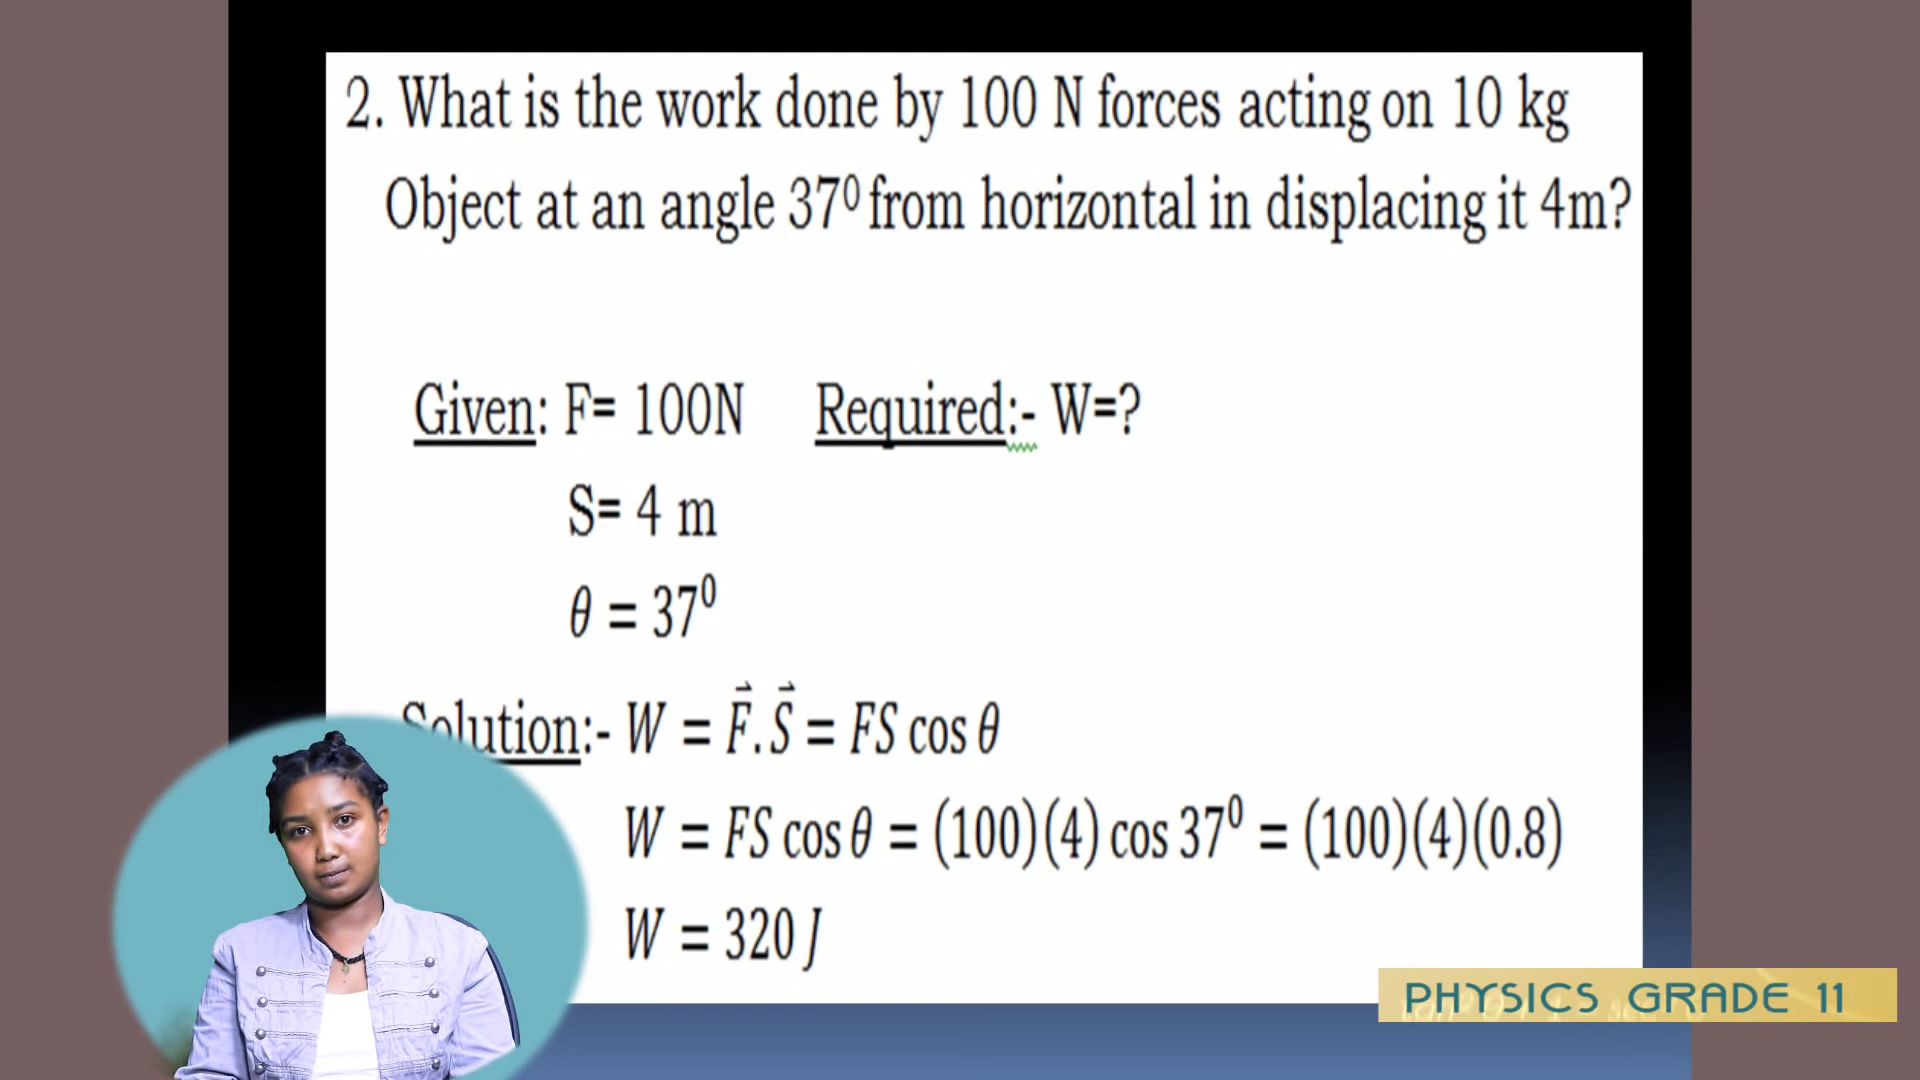 2. What is the work done by 100 N forces acting on 10 kg
Object at an angle 37⁰ from horizontal in displacing it 4m?
Given: F= 100N Required:- W=?
S= 4 m
θ = 37⁰
Solution:- W = F⃗. S⃗ = FS cos θ
W = FS cos θ = (100)(4) cos 37⁰ = (100)(4)(0.8)
W = 320 J
PHYSICS GRADE 11